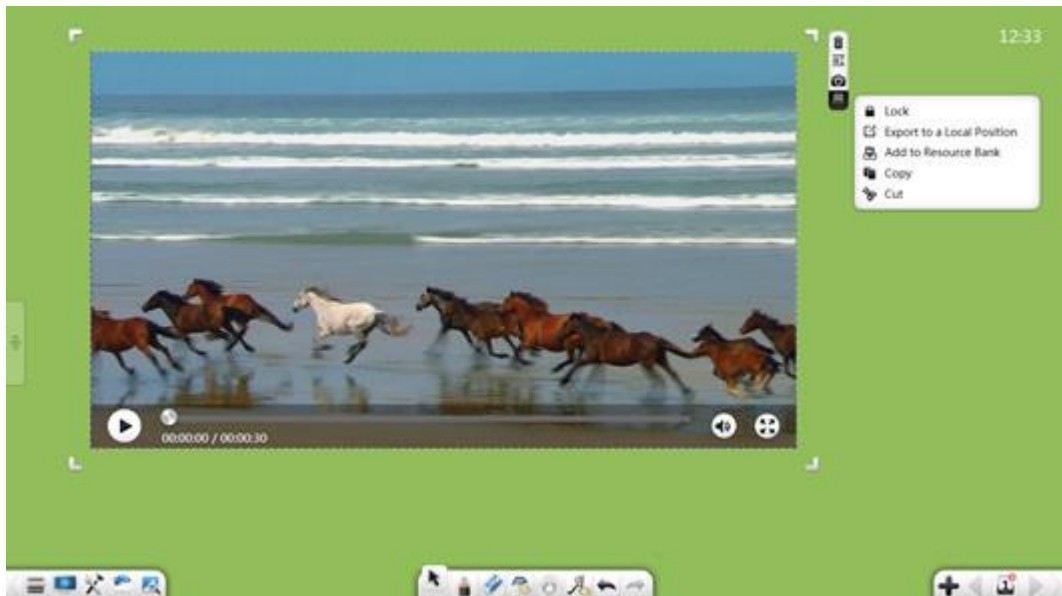 12:33
Lock
Export to a Local Position
Add to Resource Bank
Copy
Cut
00:00:00 / 00:00:30
1